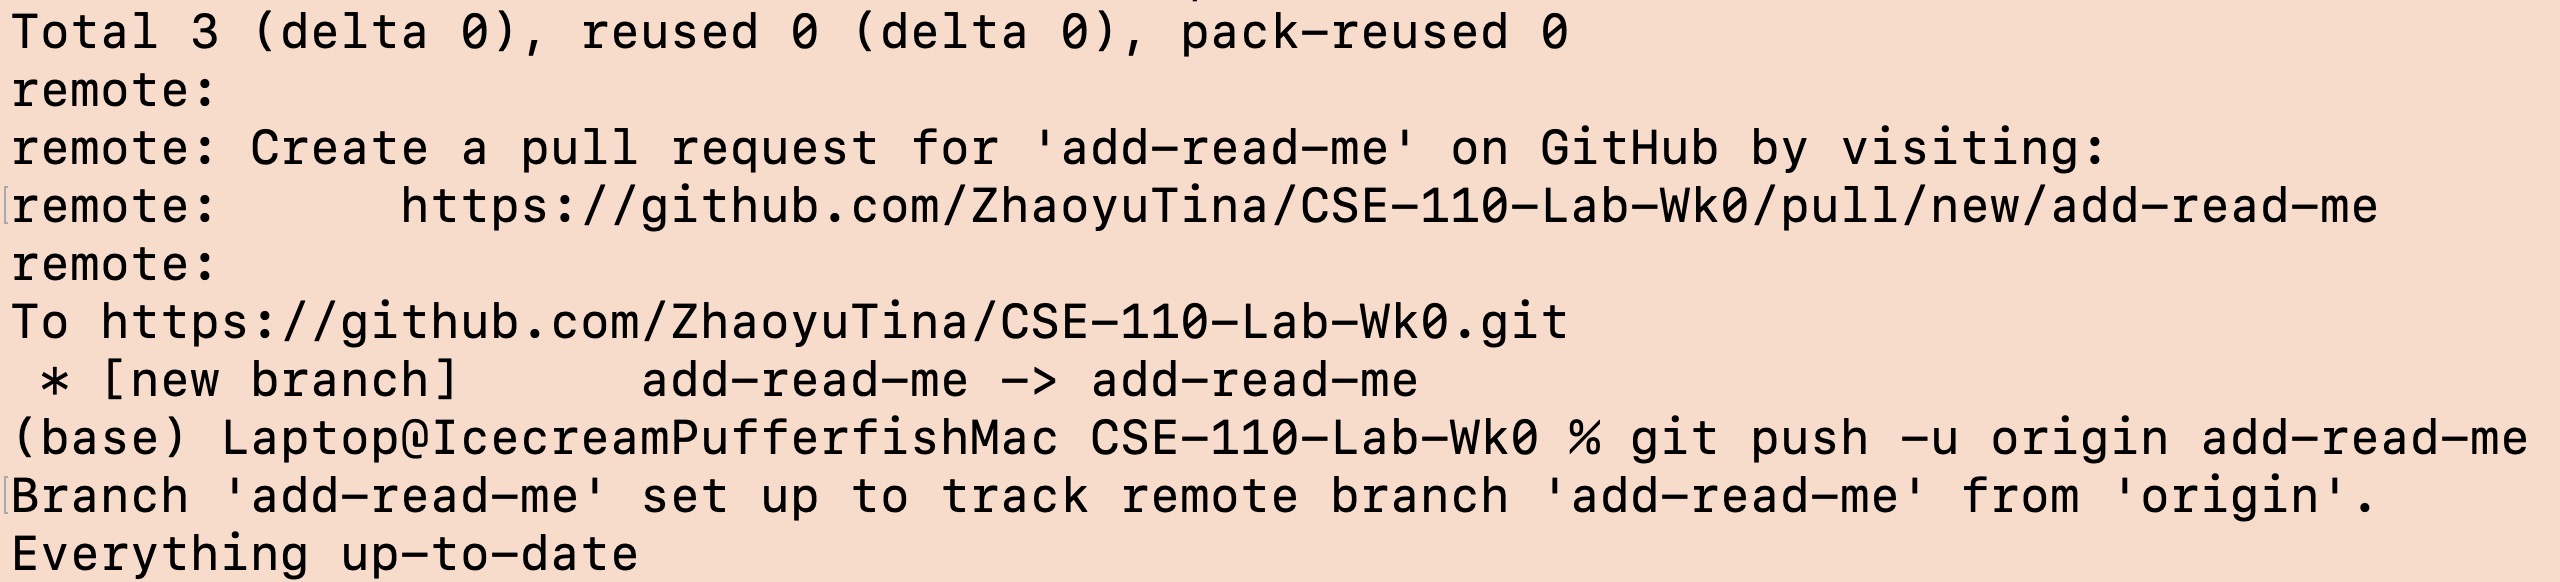 Total 3 (delta 0), reused 0 (delta 0), pack-reused 0
remote:
remote: Create a pull request for 'add-read-me' on GitHub by visiting:
remote:      https://github.com/ZhaoyuTina/CSE-110-Lab-Wk0/pull/new/add-read-me
remote:
To https://github.com/ZhaoyuTina/CSE-110-Lab-Wk0.git
 * [new branch]      add-read-me -> add-read-me
(base) Laptop@IcecreamPufferfishMac CSE-110-Lab-Wk0 % git push -u origin add-read-me
Branch 'add-read-me' set up to track remote branch 'add-read-me' from 'origin'.
Everything up-to-date